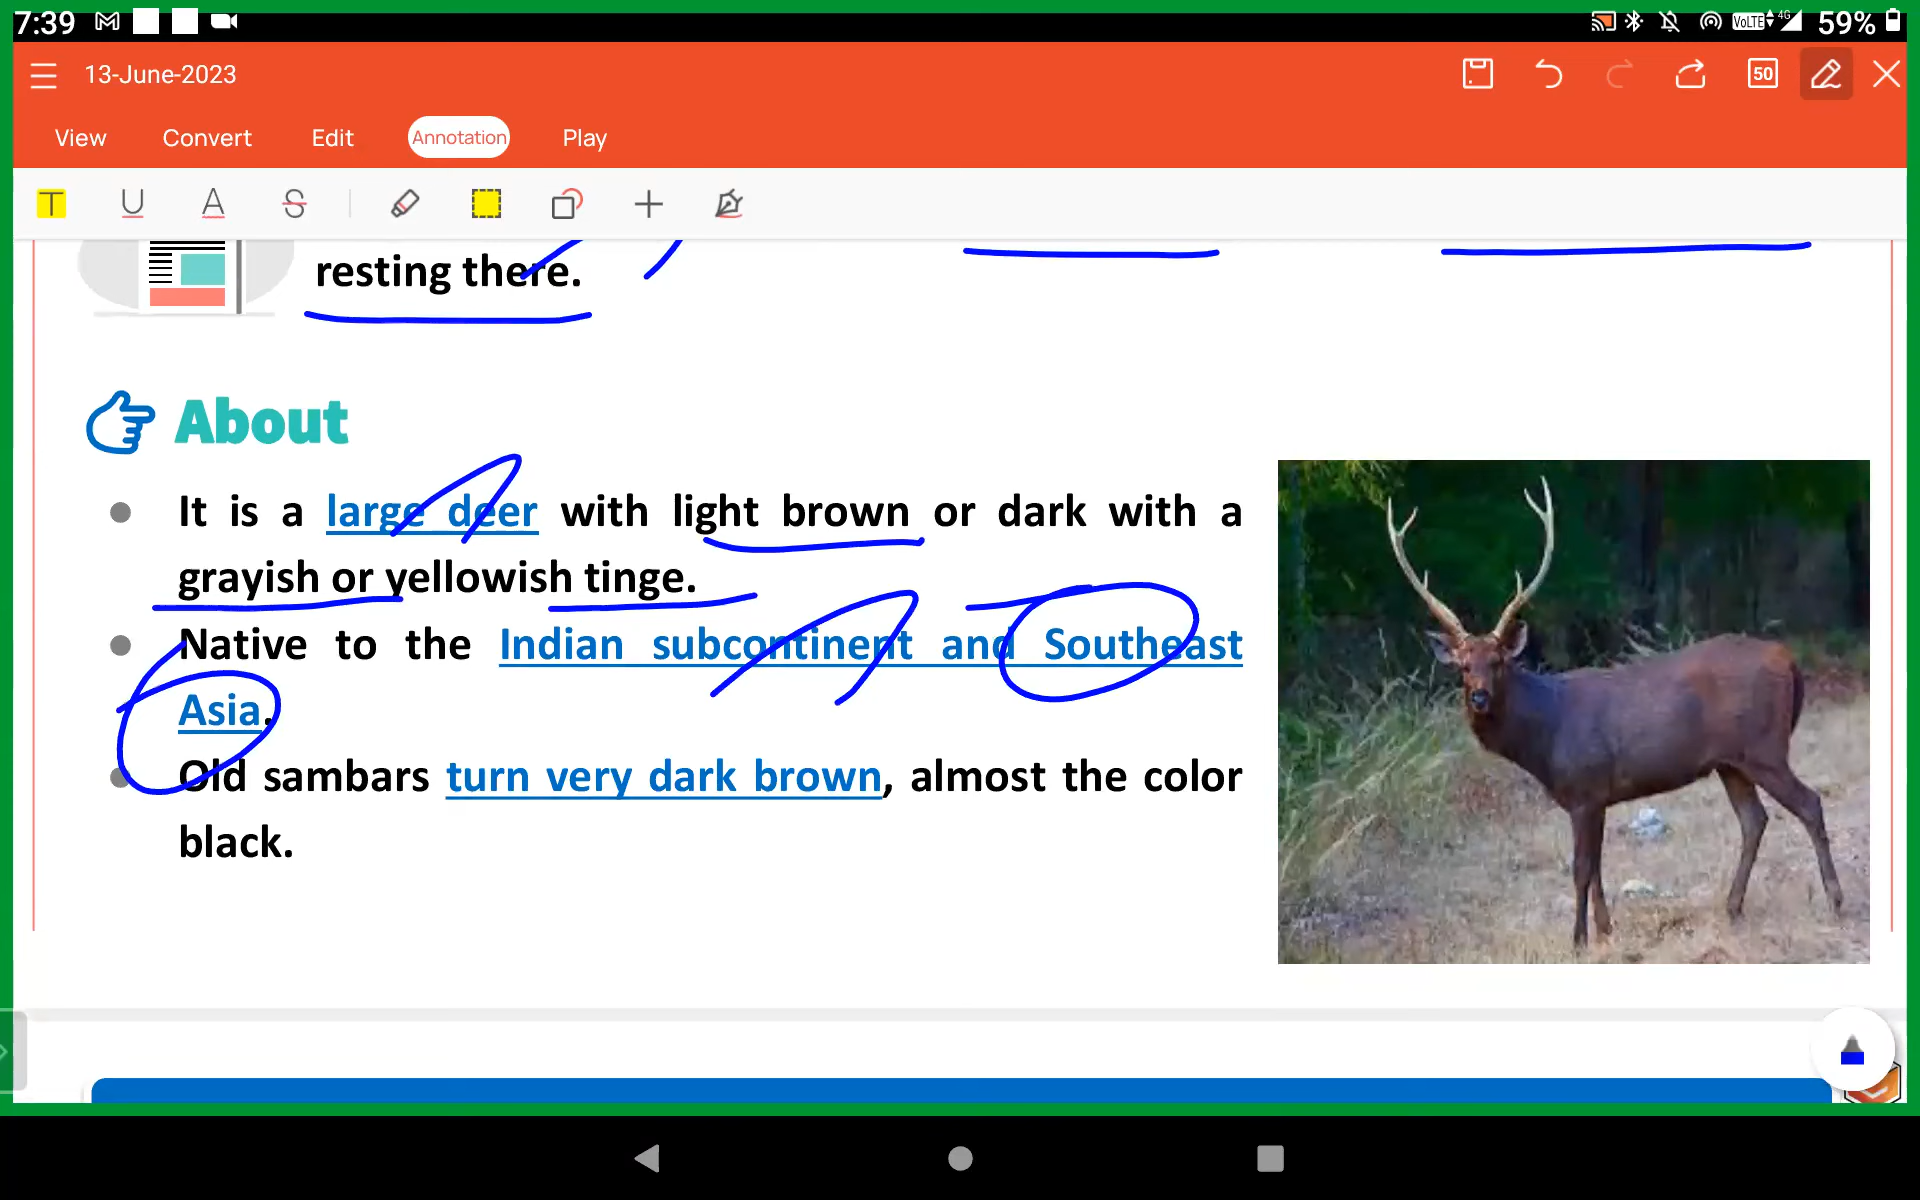 7:39 VoLTE 4G 59%
13-June-2023 50
View Convert Edit Annotation Play
T U A S
resting there.
About
It is a large deer with light brown or dark with a
grayish or yellowish tinge.
Native to the Indian subcontinent and Southeast
Asia.
Old sambars turn very dark brown, almost the color
black.